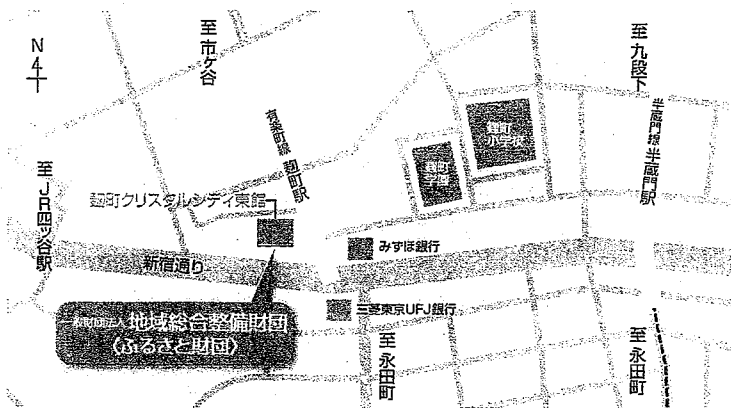 N
至市ヶ谷
至九段下
有楽町線 麹町駅
半蔵門線 半蔵門駅
麹町
小学校
麹町
至JR四ッ谷駅
麹町クリスタルシティ東館
みずほ銀行
新宿通り
三菱東京UFJ銀行
一般財団法人 地域総合整備財団
〈ふるさと財団〉
至永田町
至永田町